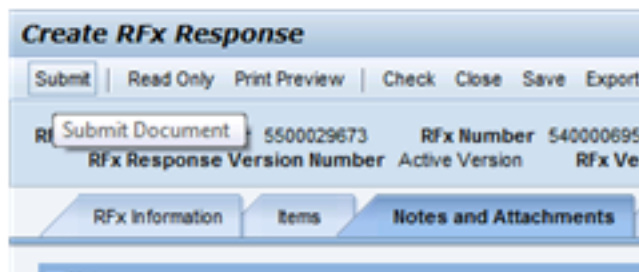 Create RFx Response
Submit | Read Only Print Preview | Check Close Save Export
Submit Document 5500029673 RFx Number 540000695
RFx Response Version Number Active Version RFx Ve
RFx Information Items Notes and Attachments